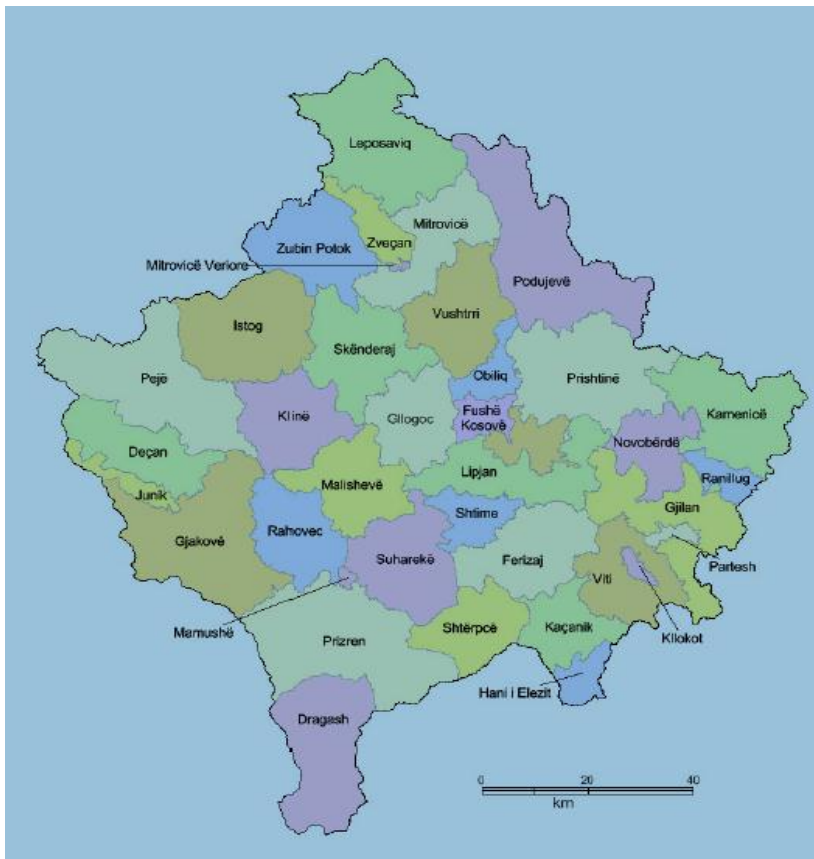 Leposaviq
Mitrovicë
Zveçan
Zubin Potok
Mitrovicë Veriore
Podujevë
Vushtrri
Istog
Skënderaj
Obiliq
Prishtinë
Pejë
Kamenicë
Klinë
Gllogoc
Fushë
Kosovë
Novobërdë
Deçan
Lipjan
Ranillug
Malishevë
Junik
Gjilan
Shtime
Rahovec
Gjakovë
Suharekë
Ferizaj
Partesh
Viti
Mamushë
Kaçanik
Shtërpcë
Kllokot
Prizren
Hani i Elezit
Dragash
0 20 40
km